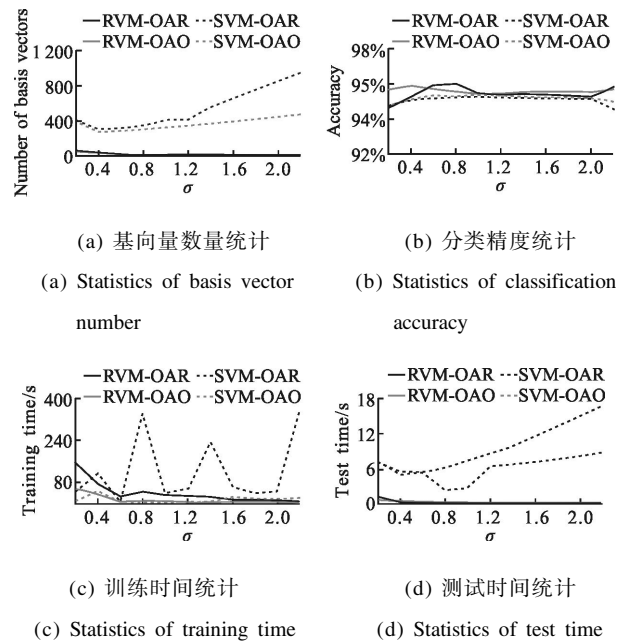 RVM-OAR SVM-OAR
RVM-OAO SVM-OAO
Number of basis vectors
1 200
800
400
0
0.4 0.8 1.2 1.6 2.0
σ
(a) 基向量数量统计
(a) Statistics of basis vector
number
RVM-OAR SVM-OAR
RVM-OAO SVM-OAO
Accuracy
98%
95%
94%
92%
0.4 0.8 1.2 1.6 2.0
σ
(b) 分类精度统计
(b) Statistics of classification
accuracy
RVM-OAR SVM-OAR
RVM-OAO SVM-OAO
Training time/s
400
240
80
0.4 0.8 1.2 1.6 2.0
σ
(c) 训练时间统计
(c) Statistics of training time
RVM-OAR SVM-OAR
RVM-OAO SVM-OAO
Test time/s
18
12
6
0
0.4 0.8 1.2 1.6 2.0
σ
(d) 测试时间统计
(d) Statistics of test time